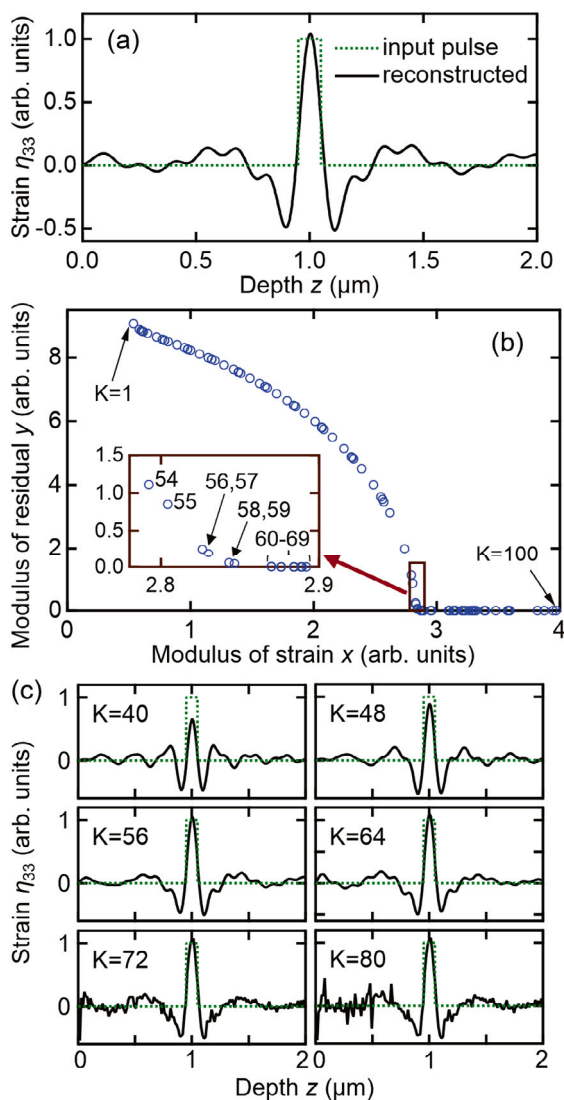 (a)
input pulse
reconstructed
Strain η33 (arb. units)
1.0
0.5
0.0
-0.5
0.0 0.5 1.0 1.5 2.0
Depth z (μm)
(b)
Modulus of residual y (arb. units)
8
6
4
2
0
K=1
1.5
1.0
0.5
0.0
54
55
56,57
58,59
60-69
2.8 2.9
K=100
0 1 2 3 4
Modulus of strain x (arb. units)
(c)
Strain η33 (arb. units)
1
0
K=40
K=48
1
0
K=56
K=64
1
0
K=72
K=80
0 1 2 0 1 2
Depth z (μm)
Depth z (μm)